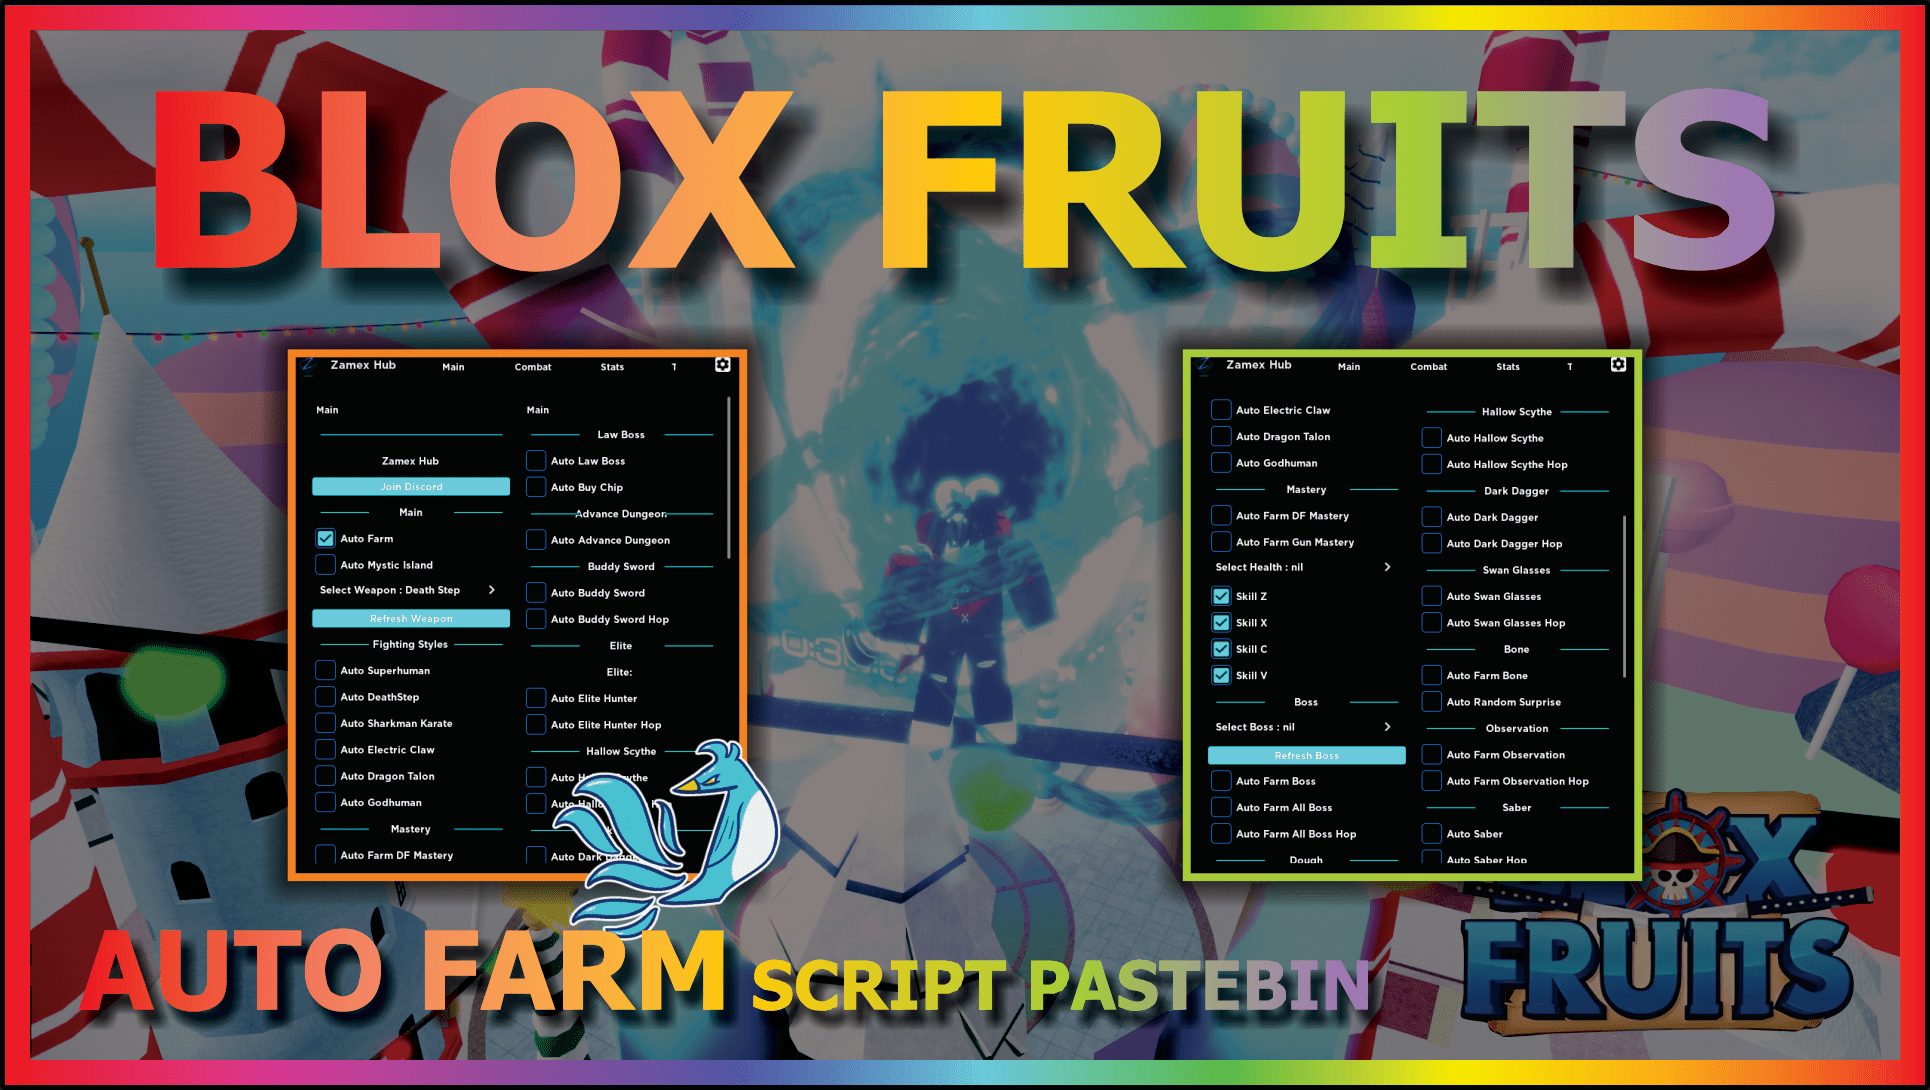 BLOX FRUITS
Zamex Hub
Main
Combat
Stats
T
Main
Zamex Hub
Join Discord
Main
Auto Farm
Auto Mystic Island
Select Weapon : Death Step
Refresh Weapon
Fighting Styles
Auto Superhuman
Auto DeathStep
Auto Sharkman Karate
Auto Electric Claw
Auto Dragon Talon
Auto Godhuman
Mastery
Auto Farm DF Mastery
Main
Law Boss
Auto Law Boss
Auto Buy Chip
Advance Dungeon
Auto Advance Dungeon
Buddy Sword
Auto Buddy Sword
Auto Buddy Sword Hop
Elite
Elite:
Auto Elite Hunter
Auto Elite Hunter Hop
Hallow Scythe
Auto
Auto
Auto Dark
Zamex Hub
Main
Combat
Stats
T
Auto Electric Claw
Auto Dragon Talon
Auto Godhuman
Mastery
Auto Farm DF Mastery
Auto Farm Gun Mastery
Select Health : nil
Skill Z
Skill X
Skill C
Skill V
Boss
Select Boss : nil
Refresh Boss
Auto Farm Boss
Auto Farm All Boss
Auto Farm All Boss Hop
Dough
Hallow Scythe
Auto Hallow Scythe
Auto Hallow Scythe Hop
Dark Dagger
Auto Dark Dagger
Auto Dark Dagger Hop
Swan Glasses
Auto Swan Glasses
Auto Swan Glasses Hop
Bone
Auto Farm Bone
Auto Random Surprise
Observation
Auto Farm Observation
Auto Farm Observation Hop
Saber
Auto Saber
Auto Saber Hop
AUTO FARM SCRIPT PASTEBIN
FRUITS